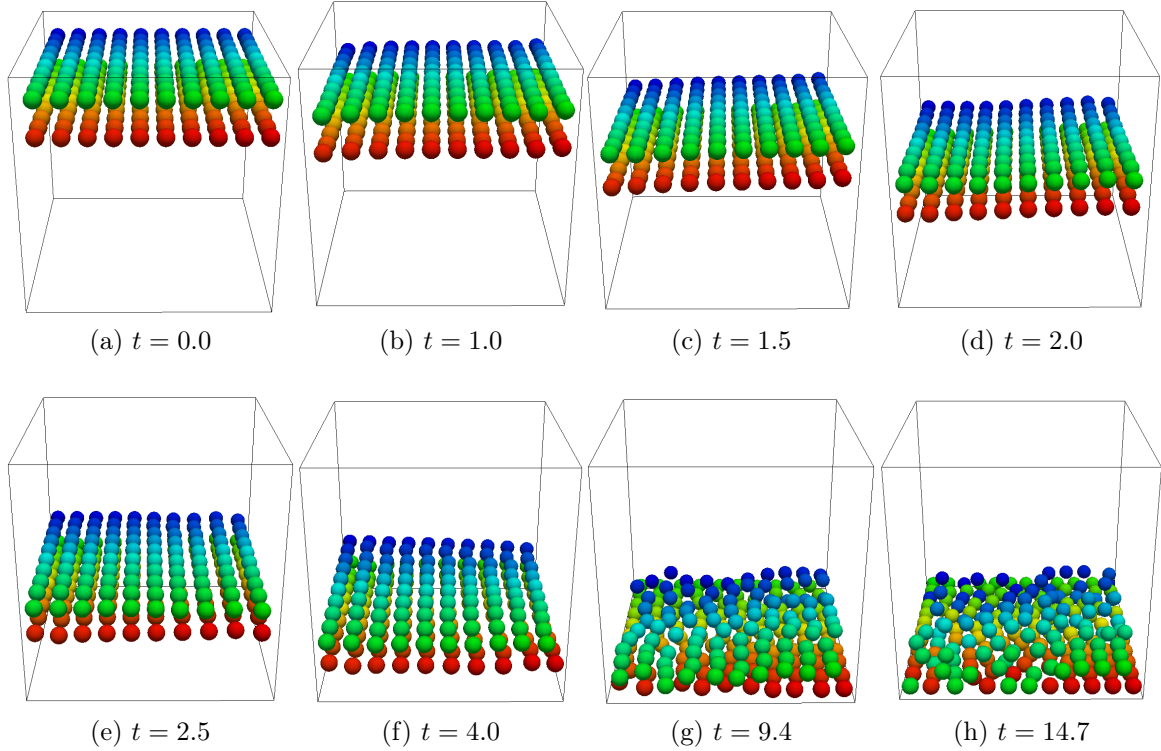 (a) t = 0.0
(b) t = 1.0
(c) t = 1.5
(d) t = 2.0
(e) t = 2.5
(f) t = 4.0
(g) t = 9.4
(h) t = 14.7